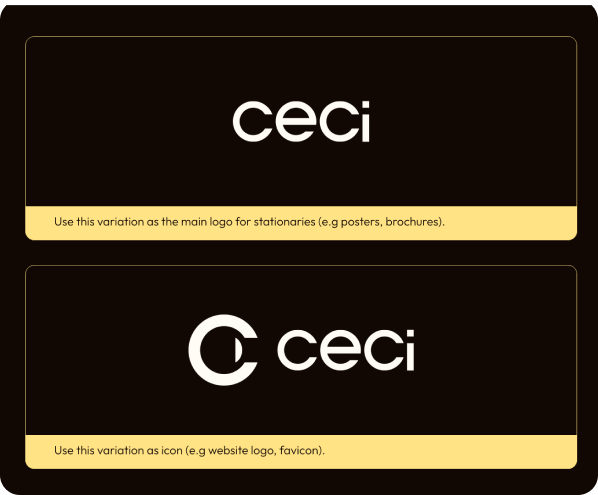 ceci
Use this variation as the main logo for stationaries (e.g posters, brochures).
ceci
Use this variation as icon (e.g website logo, favicon).